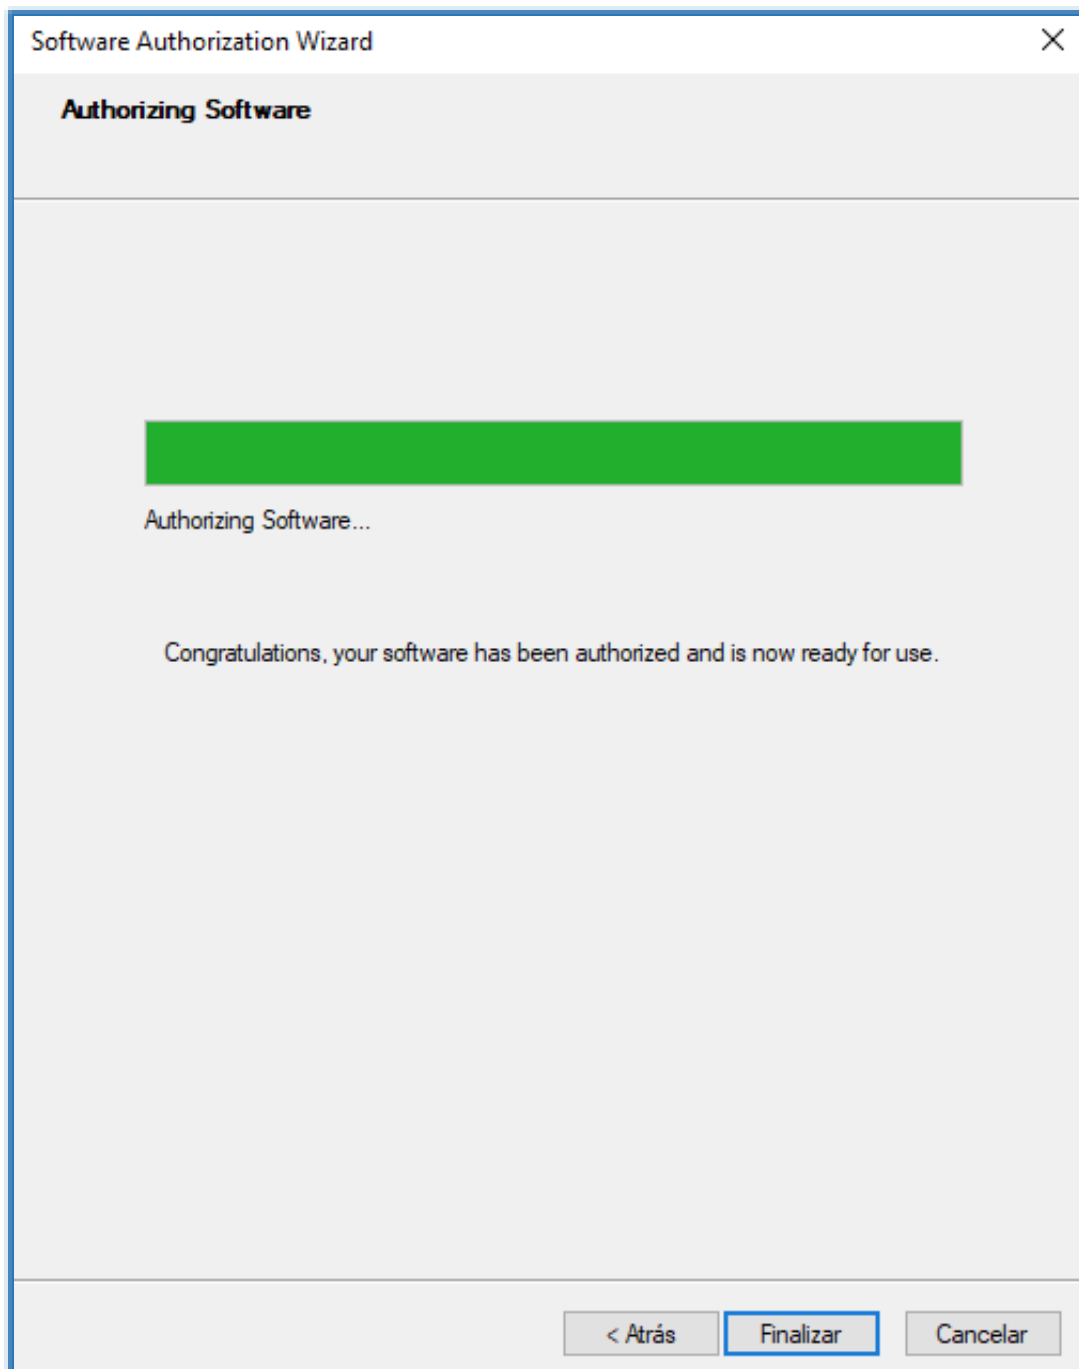 Software Authorization Wizard
Authorizing Software
Authorizing Software...
Congratulations, your software has been authorized and is now ready for use.
< Atrás Finalizar Cancelar